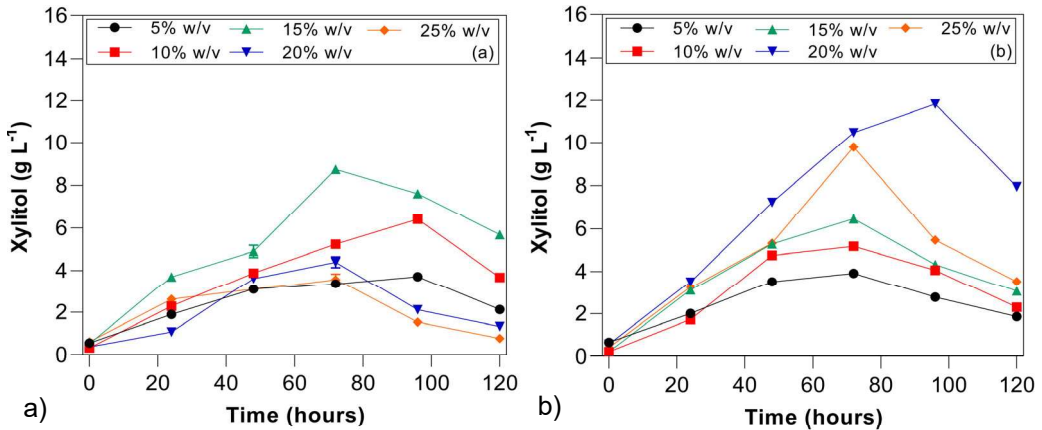 5% w/v 15% w/v 25% w/v
10% w/v 20% w/v (a)
Xylitol (g L⁻¹)
16
14
12
10
8
6
4
2
0
0 20 40 60 80 100 120
Time (hours)
a)
5% w/v 15% w/v 25% w/v
10% w/v 20% w/v (b)
Xylitol (g L⁻¹)
16
14
12
10
8
6
4
2
0
0 20 40 60 80 100 120
Time (hours)
b)